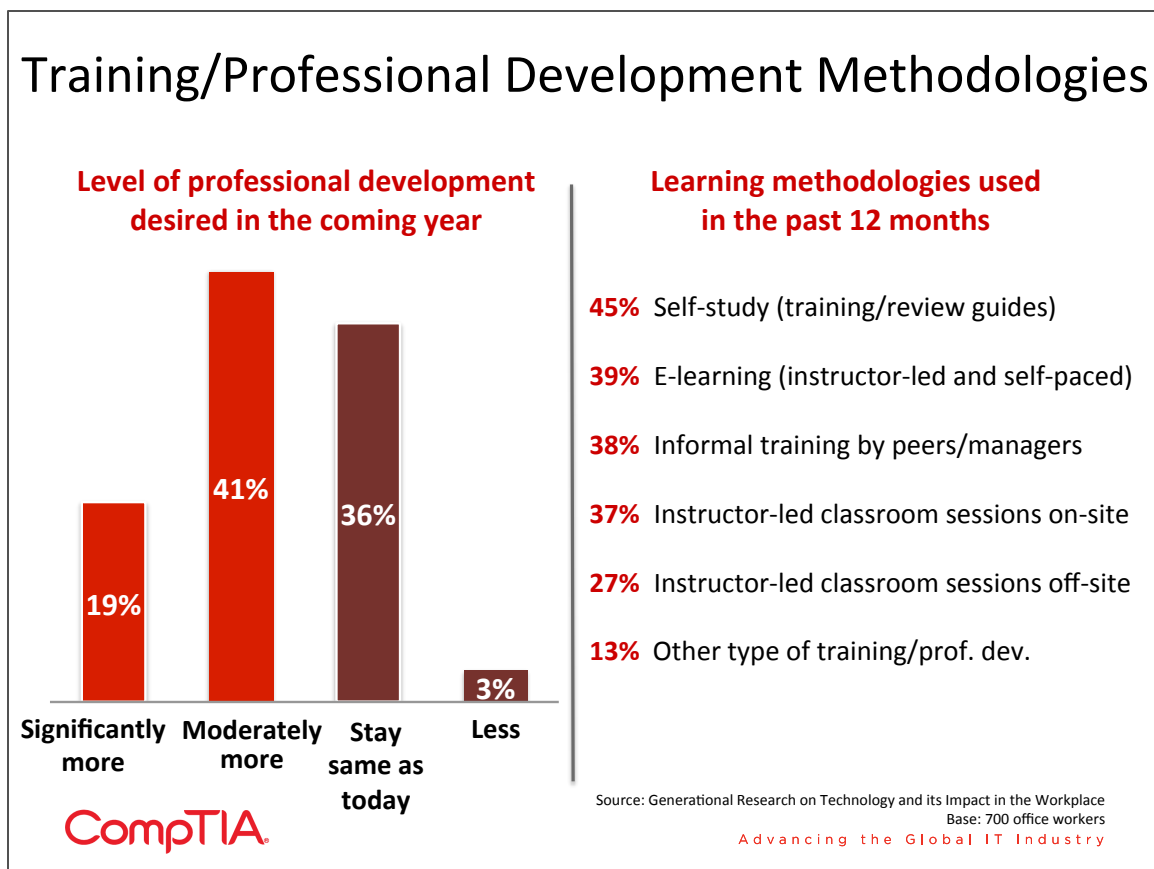 Training/Professional Development Methodologies
Level of professional development
desired in the coming year
19%
41%
36%
3%
Significantly
more
Moderately
more
Stay
same as
today
Less
Learning methodologies used
in the past 12 months
45% Self-study (training/review guides)
39% E-learning (instructor-led and self-paced)
38% Informal training by peers/managers
37% Instructor-led classroom sessions on-site
27% Instructor-led classroom sessions off-site
13% Other type of training/prof. dev.
CompTIA.
Source: Generational Research on Technology and its Impact in the Workplace
Base: 700 office workers
Advancing the Global IT Industry